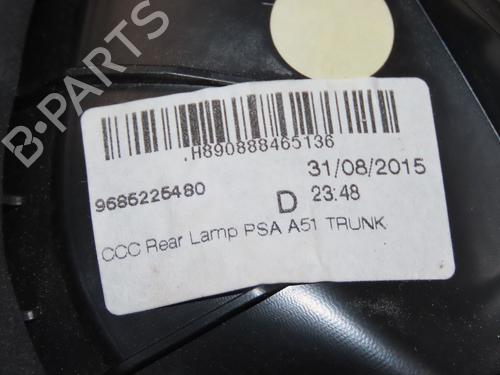 B-PARTS
.H890888465136
31/08/2015
9685225480
D 23:48
CCC Rear Lamp PSA A51 TRUNK